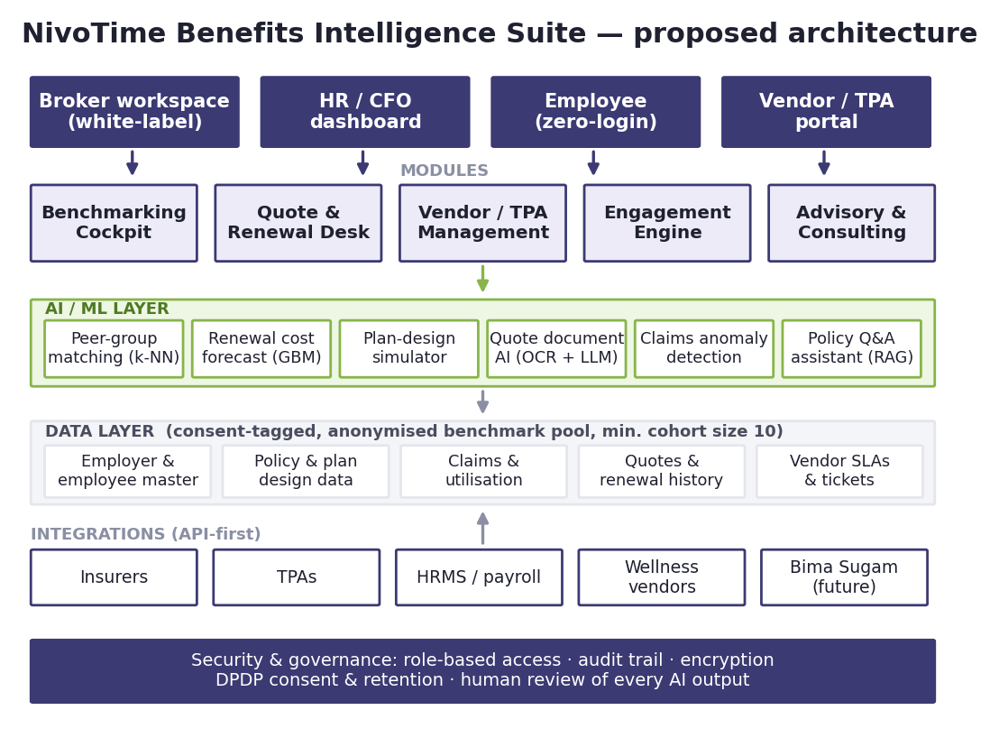 NivoTime Benefits Intelligence Suite — proposed architecture
Broker workspace
(white-label)
HR / CFO
dashboard
Employee
(zero-login)
Vendor / TPA
portal
MODULES
Benchmarking
Cockpit
Quote &
Renewal Desk
Vendor / TPA
Management
Engagement
Engine
Advisory &
Consulting
AI / ML LAYER
Peer-group
matching (k-NN)
Renewal cost
forecast (GBM)
Plan-design
simulator
Quote document
AI (OCR + LLM)
Claims anomaly
detection
Policy Q&A
assistant (RAG)
DATA LAYER  (consent-tagged, anonymised benchmark pool, min. cohort size 10)
Employer &
employee master
Policy & plan
design data
Claims &
utilisation
Quotes &
renewal history
Vendor SLAs
& tickets
INTEGRATIONS (API-first)
Insurers
TPAs
HRMS / payroll
Wellness
vendors
Bima Sugam
(future)
Security & governance: role-based access · audit trail · encryption
DPDP consent & retention · human review of every AI output